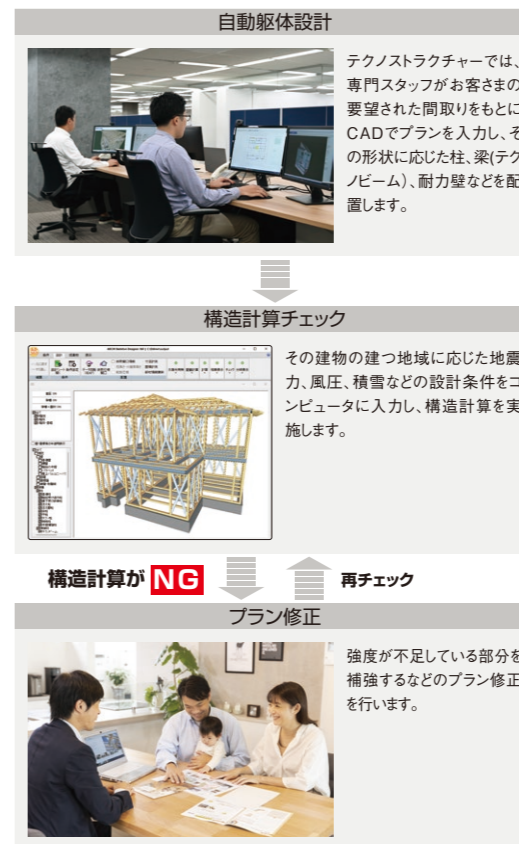 自動躯体設計
テクノストラクチャーでは、
専門スタッフがお客さまの
要望された間取りをもとに
CADでプランを入力し、そ
の形状に応じた柱、梁(テク
ノビーム)、耐力壁などを配
置します。
構造計算チェック
その建物の建つ地域に応じた地震
力、風圧、積雪などの設計条件をコ
ンピュータに入力し、構造計算を実
施します。
構造計算が NG
再チェック
プラン修正
強度が不足している部分を
補強するなどのプラン修正
を行います。